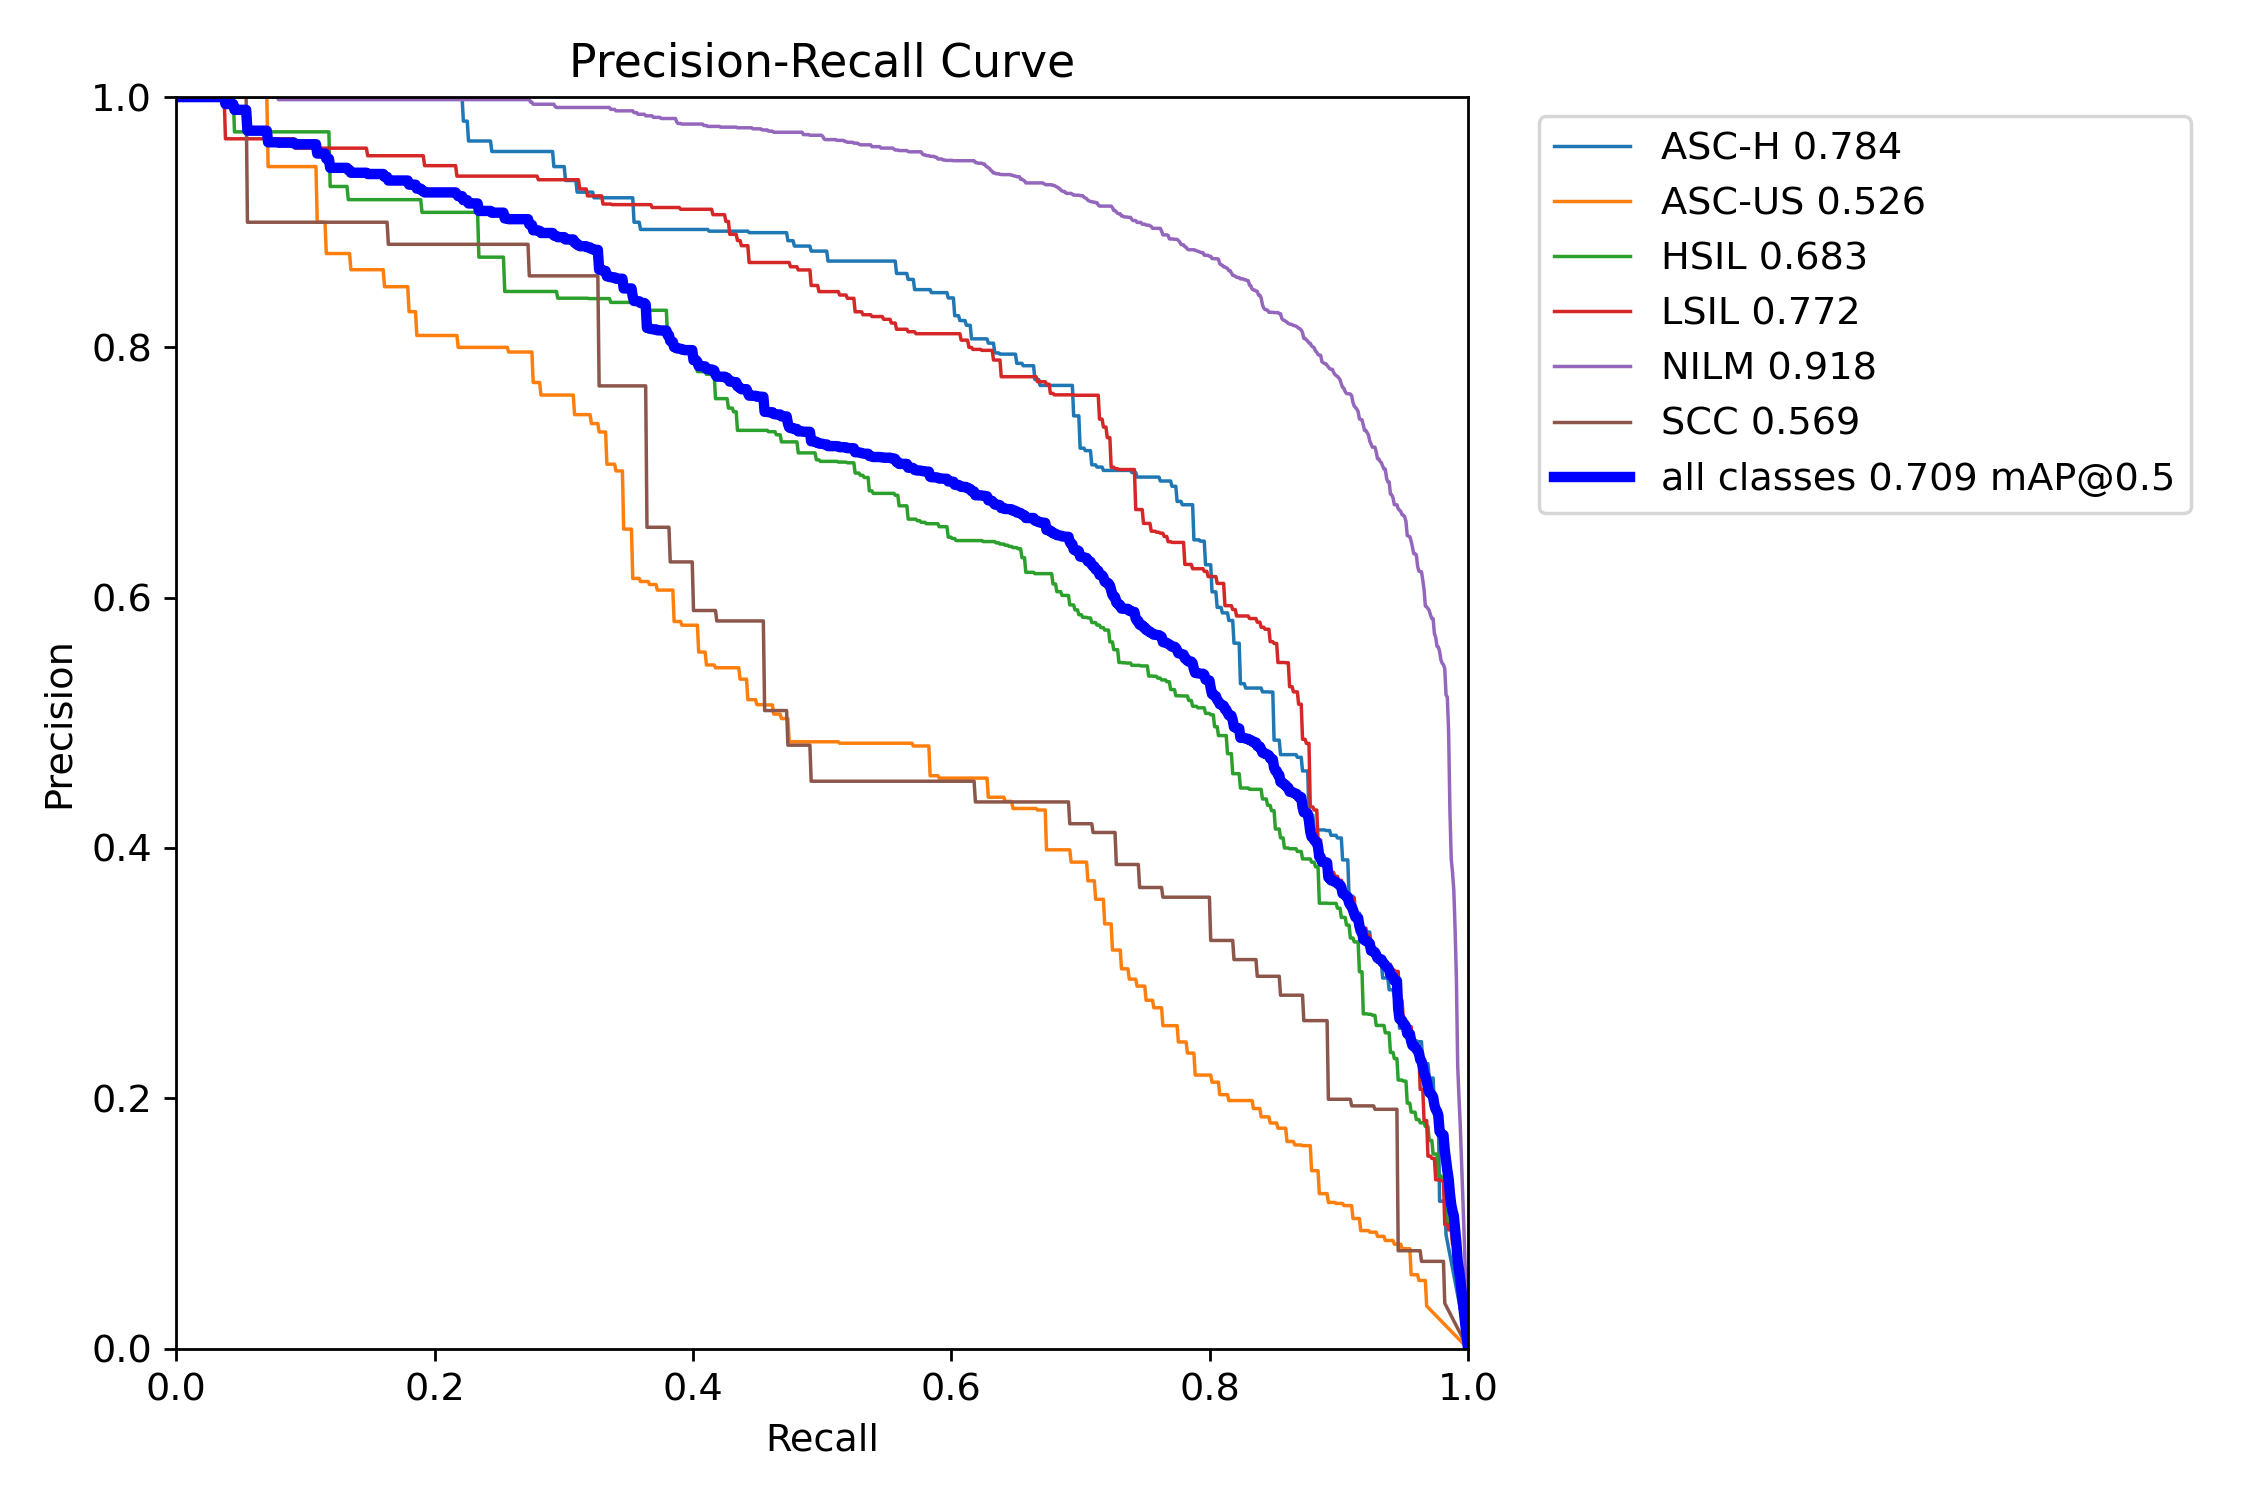 Precision-Recall Curve
1.0
0.8
0.6
0.4
0.2
0.0
Precision
0.0 0.2 0.4 0.6 0.8 1.0
Recall
ASC-H 0.784
ASC-US 0.526
HSIL 0.683
LSIL 0.772
NILM 0.918
SCC 0.569
all classes 0.709 mAP@0.5